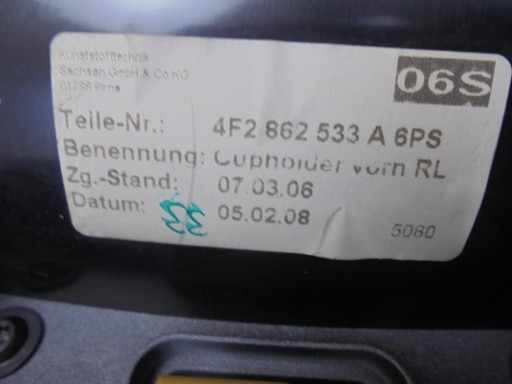 Kunststofftechnik
Sachsen GmbH & Co KG
01796 Pirna
06S
Teile-Nr.: 4F2 862 533 A 6PS
Benennung: Cupholder vorn RL
Zg.-Stand: 07.03.06
Datum: 33 05.02.08
5080